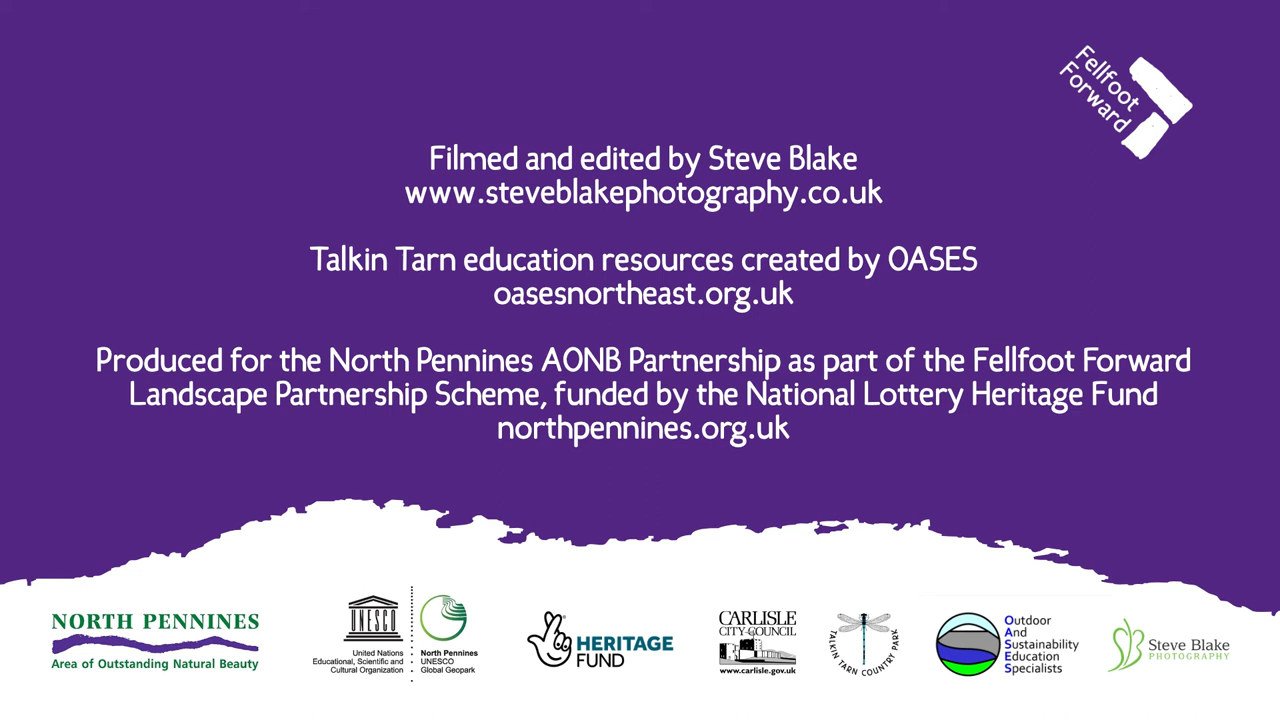 Fellfoot
Forward
Filmed and edited by Steve Blake
www.steveblakephotography.co.uk
Talkin Tarn education resources created by OASES
oasesnortheast.org.uk
Produced for the North Pennines AONB Partnership as part of the Fellfoot Forward
Landscape Partnership Scheme, funded by the National Lottery Heritage Fund
northpennines.org.uk
NORTH PENNINES
Area of Outstanding Natural Beauty
UNESCO
United Nations
Educational, Scientific and
Cultural Organization
North Pennines
UNESCO
Global Geopark
HERITAGE
FUND
CARLISLE
CITY COUNCIL
www.carlisle.gov.uk
TALKIN TARN COUNTRY PARK
Outdoor
And
Sustainability
Education
Specialists
OASES
Steve Blake
PHOTOGRAPHY